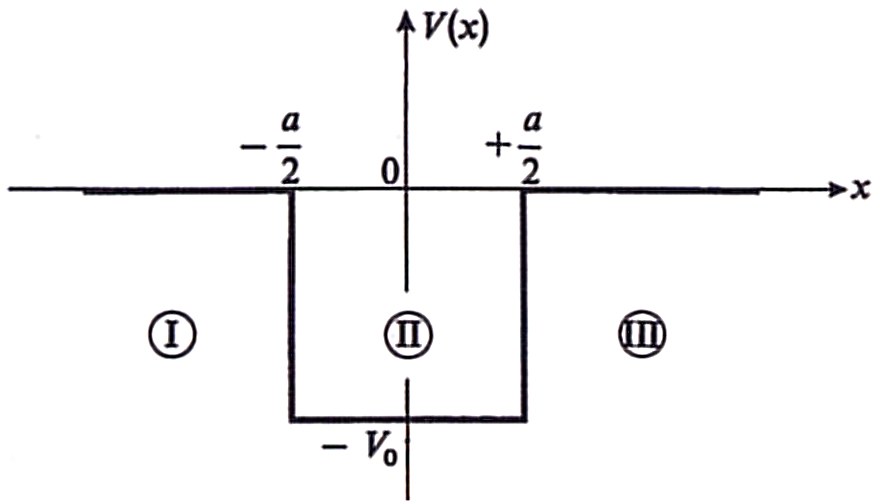 V(x)
− a/2
0
+ a/2
x
I
II
III
− V₀